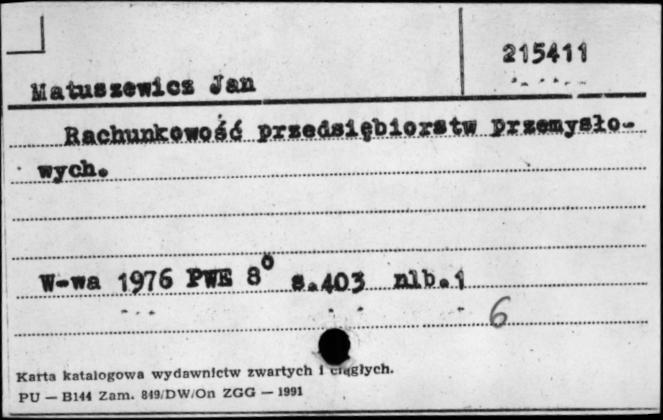 215411
Matuszewicz Jan
Rachunkowość przedsiębiorstw przemysło-
wych.
W-wa 1976 PWE 8° s.403 nlb.1
6
Karta katalogowa wydawnictw zwartych i ciągłych.
PU — B144 Zam. 849/DW/On ZGG — 1991